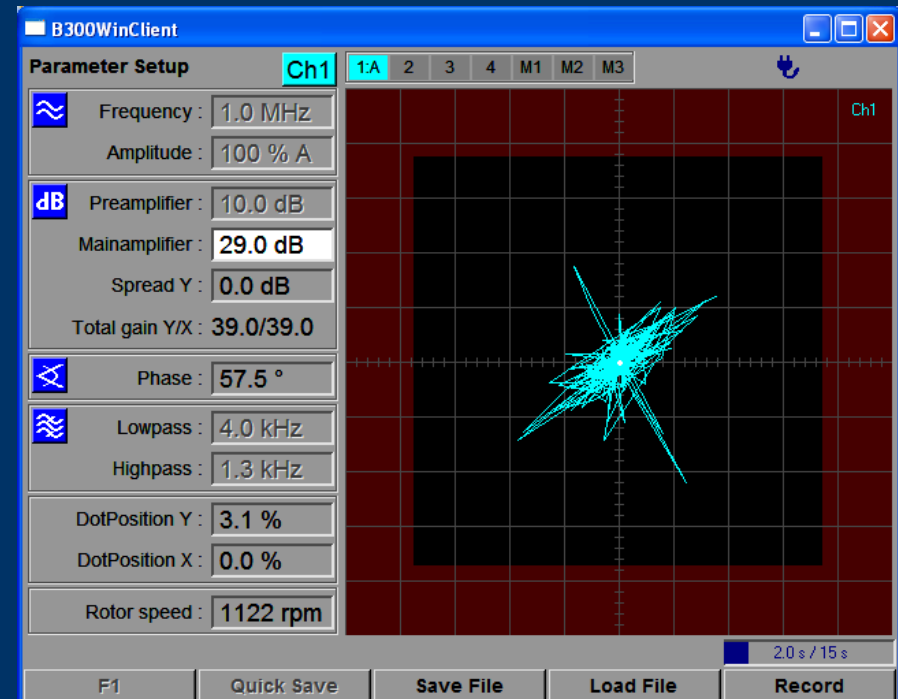 B300WinClient
Parameter Setup Ch1
1:A 2 3 4 M1 M2 M3
Ch1
Frequency : 1.0 MHz
Amplitude : 100 % A
dB Preamplifier : 10.0 dB
Mainamplifier : 29.0 dB
Spread Y : 0.0 dB
Total gain Y/X : 39.0/39.0
Phase : 57.5 °
Lowpass : 4.0 kHz
Highpass : 1.3 kHz
DotPosition Y : 3.1 %
DotPosition X : 0.0 %
Rotor speed : 1122 rpm
2.0 s / 15 s
F1 Quick Save Save File Load File Record